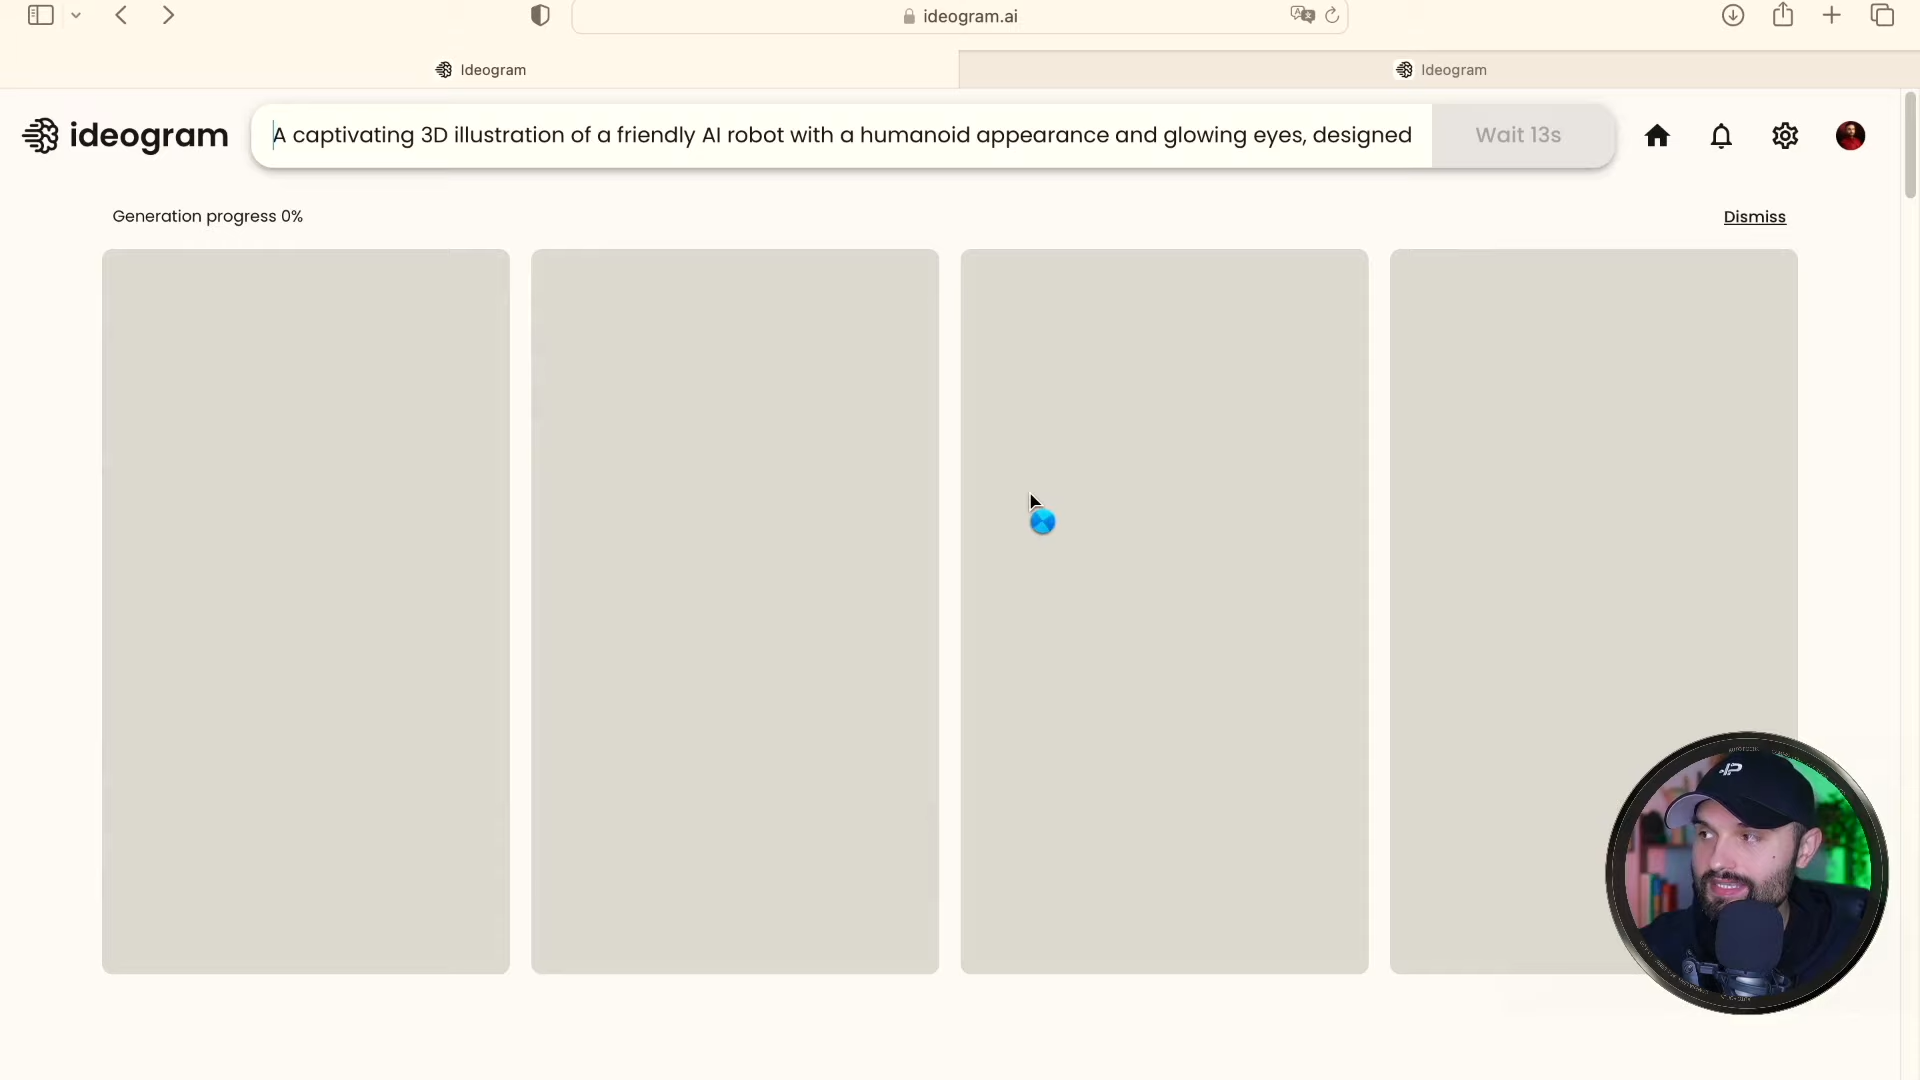 ideogram.ai
Ideogram
Ideogram
ideogram
A captivating 3D illustration of a friendly AI robot with a humanoid appearance and glowing eyes, designed
Wait 13s
Generation progress 0%
Dismiss